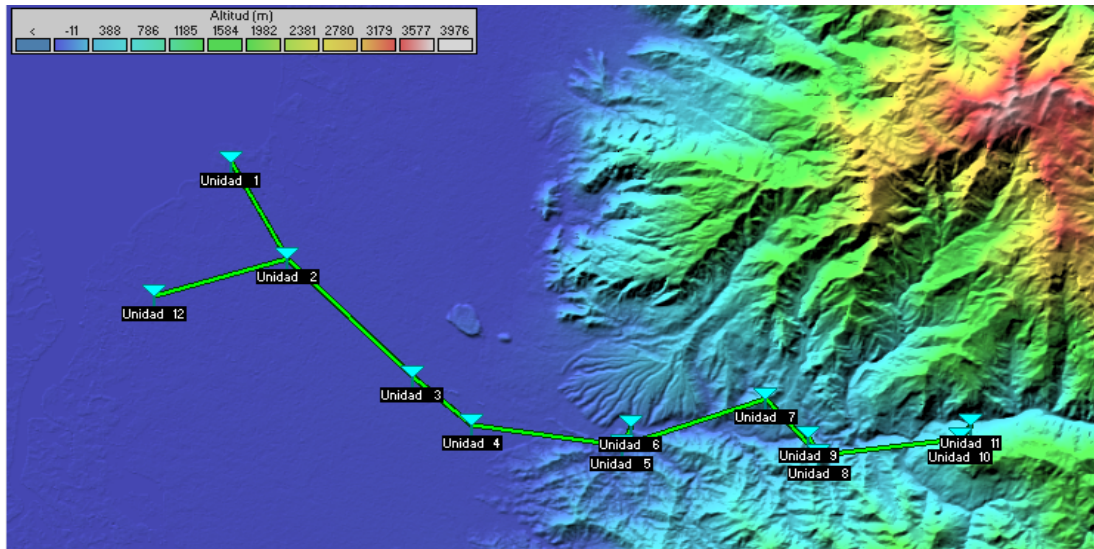 Altitud (m)
< -11 388 786 1185 1584 1982 2381 2780 3179 3577 3976
Unidad 1
Unidad 2
Unidad 12
Unidad 3
Unidad 4
Unidad 7
Unidad 6
Unidad 5
Unidad 9
Unidad 8
Unidad 11
Unidad 10